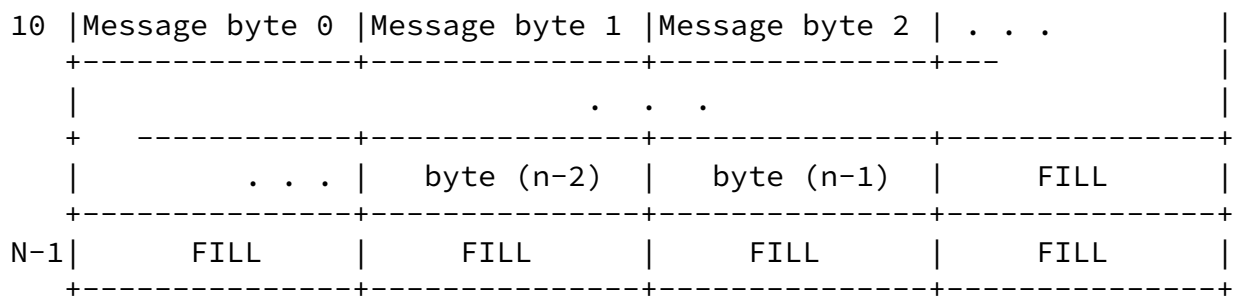 10 |Message byte 0 |Message byte 1 |Message byte 2 | . . .         |
   +---------------+---------------+---------------+---            |
   |                           . . .                               |
   +   ------------+---------------+---------------+---------------+
   |         . . . |   byte (n-2)  |   byte (n-1)  |     FILL      |
   +---------------+---------------+---------------+---------------+
N-1|      FILL     |     FILL      |      FILL     |     FILL      |
   +---------------+---------------+---------------+---------------+